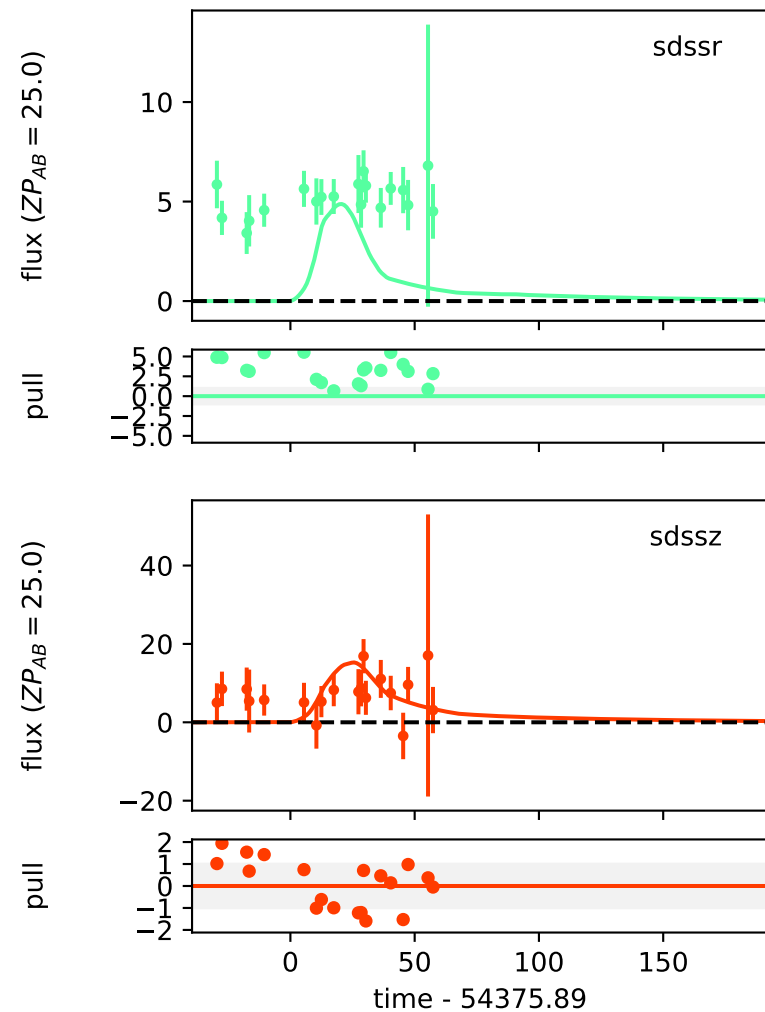 sdssr
flux (ZP_AB = 25.0)
10
5
0
pull
5.0
2.5
0.0
−2.5
−5.0
sdssz
flux (ZP_AB = 25.0)
40
20
0
−20
pull
2
1
0
−1
−2
0 50 100 150
time - 54375.89